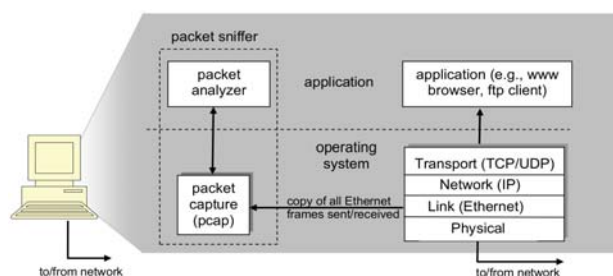 packet sniffer
packet
analyzer
application
application (e.g., www
browser, ftp client)
operating
system
packet
capture
(pcap)
copy of all Ethernet
frames sent/received
Transport (TCP/UDP)
Network (IP)
Link (Ethernet)
Physical
to/from network
to/from network